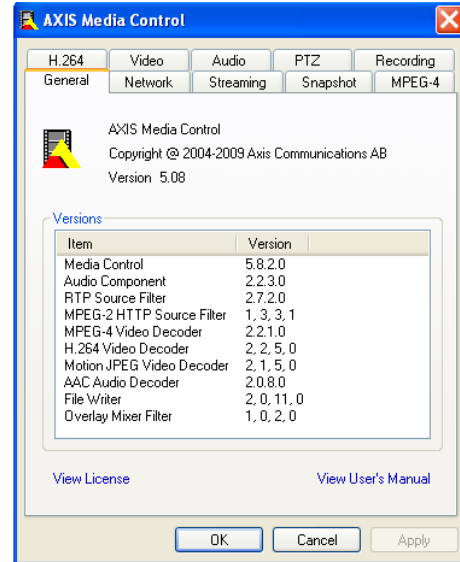 AXIS Media Control
H.264 Video Audio PTZ Recording
General Network Streaming Snapshot MPEG-4
AXIS Media Control
Copyright @ 2004-2009 Axis Communications AB
Version 5.08
Versions
Item Version
Media Control 5.8.2.0
Audio Component 2.2.3.0
RTP Source Filter 2.7.2.0
MPEG-2 HTTP Source Filter 1, 3, 3, 1
MPEG-4 Video Decoder 2.2.1.0
H.264 Video Decoder 2, 2, 5, 0
Motion JPEG Video Decoder 2, 1, 5, 0
AAC Audio Decoder 2.0.8.0
File Writer 2, 0, 11, 0
Overlay Mixer Filter 1, 0, 2, 0
View License View User's Manual
OK Cancel Apply